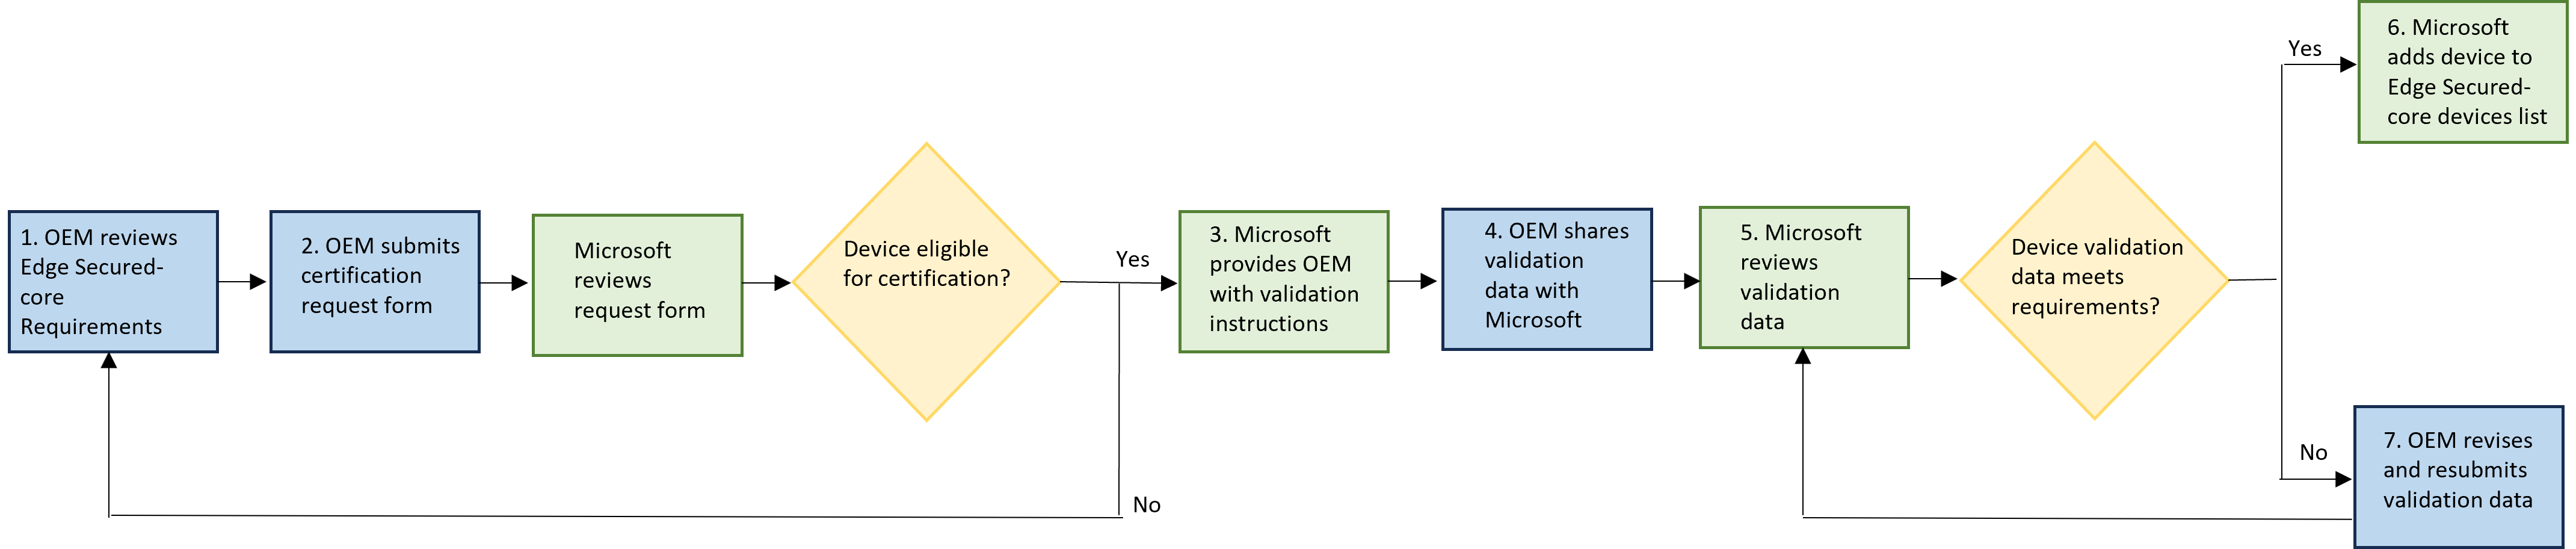 1. OEM reviews
Edge Secured-
core
Requirements
2. OEM submits
certification
request form
Microsoft
reviews
request form
Device eligible
for certification?
Yes
No
3. Microsoft
provides OEM
with validation
instructions
4. OEM shares
validation
data with
Microsoft
5. Microsoft
reviews
validation
data
Device validation
data meets
requirements?
Yes
6. Microsoft
adds device to
Edge Secured-
core devices list
No
7. OEM revises
and resubmits
validation data